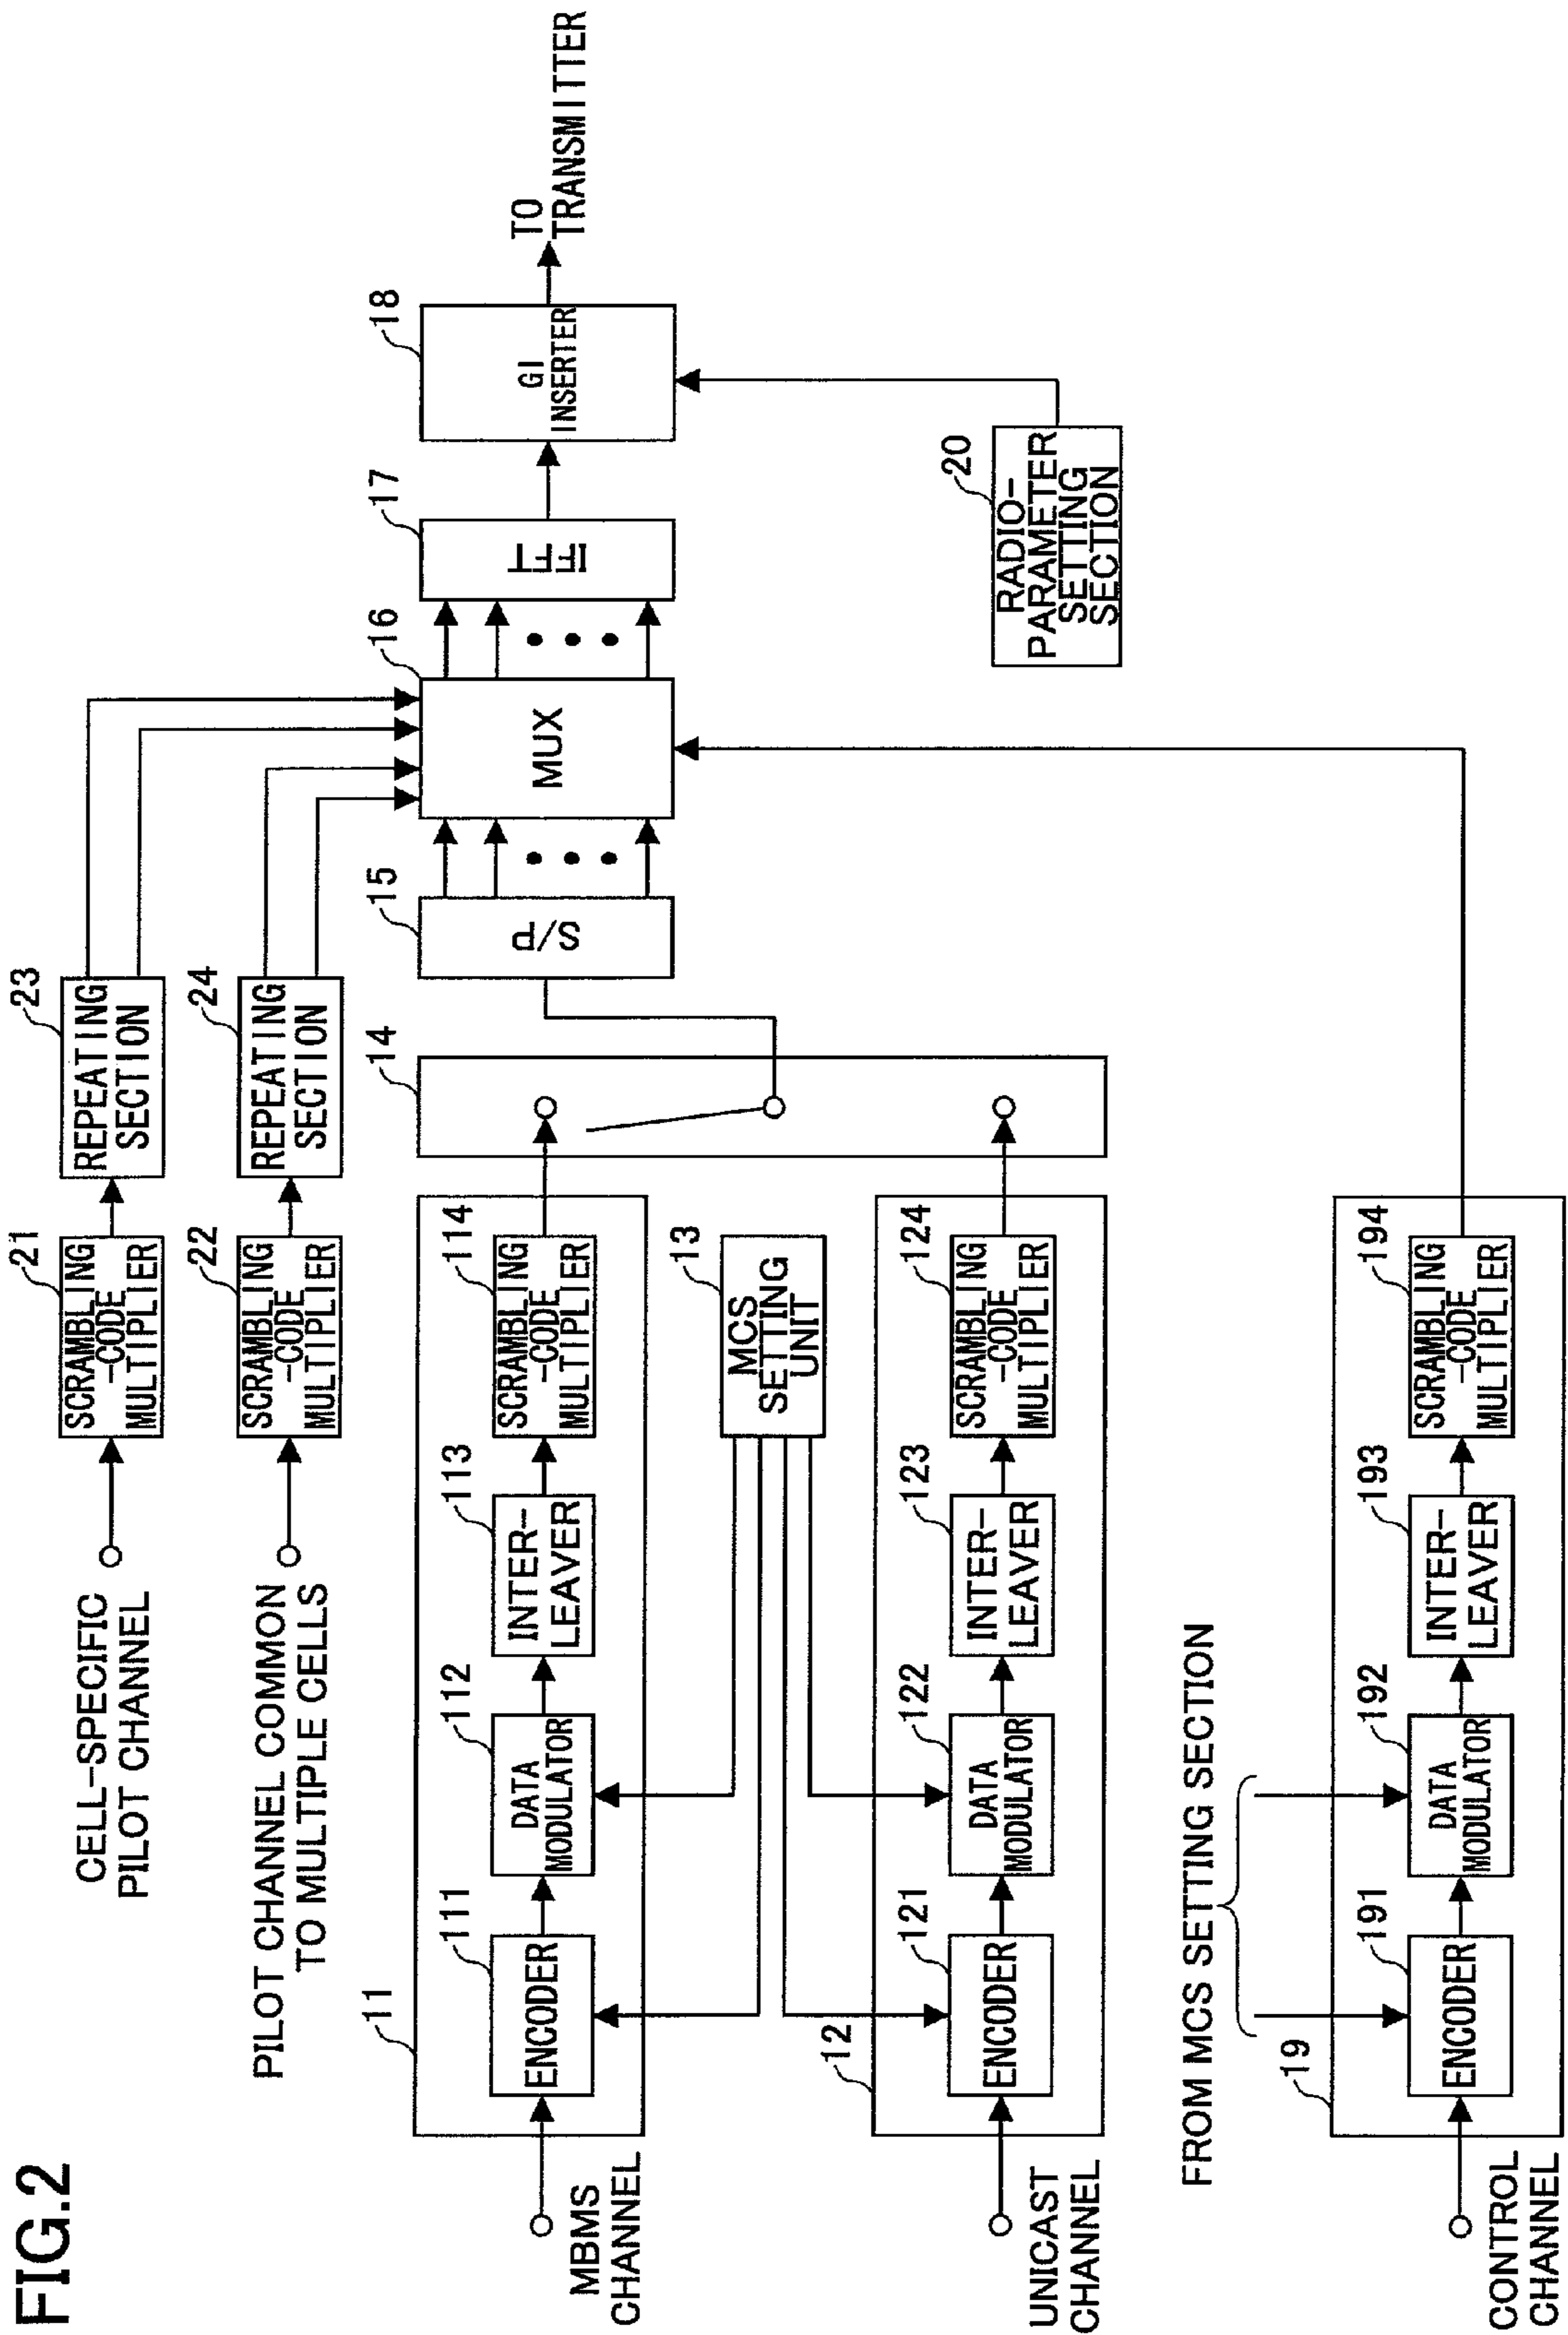 FIG.2
CELL-SPECIFIC
PILOT CHANNEL
21
SCRAMBLING
-CODE
MULTIPLIER
23
REPEATING
SECTION
PILOT CHANNEL COMMON
TO MULTIPLE CELLS
22
SCRAMBLING
-CODE
MULTIPLIER
24
REPEATING
SECTION
11
MBMS
CHANNEL
111
ENCODER
112
DATA
MODULATOR
113
INTER-
LEAVER
114
SCRAMBLING
-CODE
MULTIPLIER
14
15
S/P
16
MUX
17
IFFT
18
GI
INSERTER
TO
TRANSMITTER
13
MCS
SETTING
UNIT
12
UNICAST
CHANNEL
121
ENCODER
122
DATA
MODULATOR
123
INTER-
LEAVER
124
SCRAMBLING
-CODE
MULTIPLIER
20
RADIO-
PARAMETER
SETTING
SECTION
FROM MCS SETTING SECTION
19
CONTROL
CHANNEL
191
ENCODER
192
DATA
MODULATOR
193
INTER-
LEAVER
194
SCRAMBLING
-CODE
MULTIPLIER